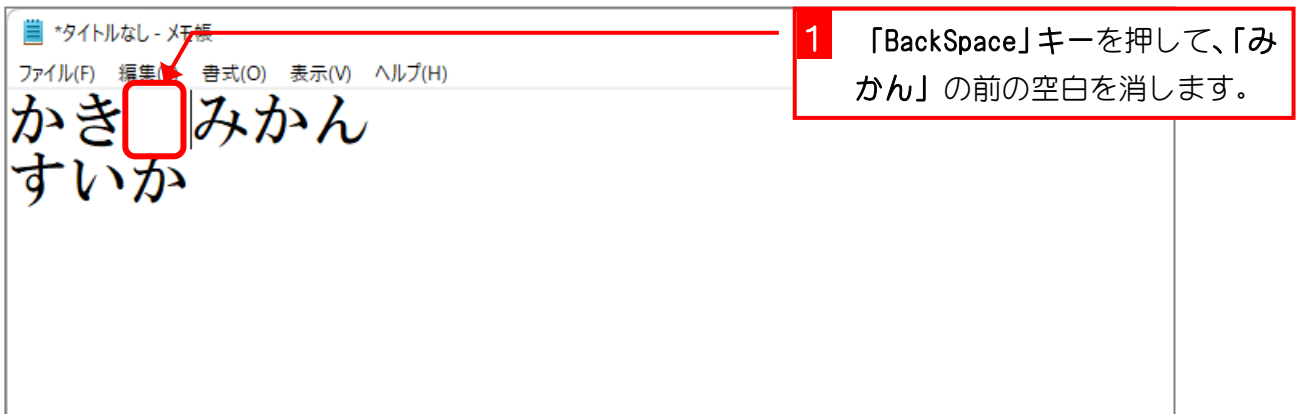 *タイトルなし - メモ帳
1 「BackSpace」キーを押して、「み
かん」の前の空白を消します。
ファイル(F) 編集( 書式(O) 表示(V) ヘルプ(H)
かき　みかん
すいか